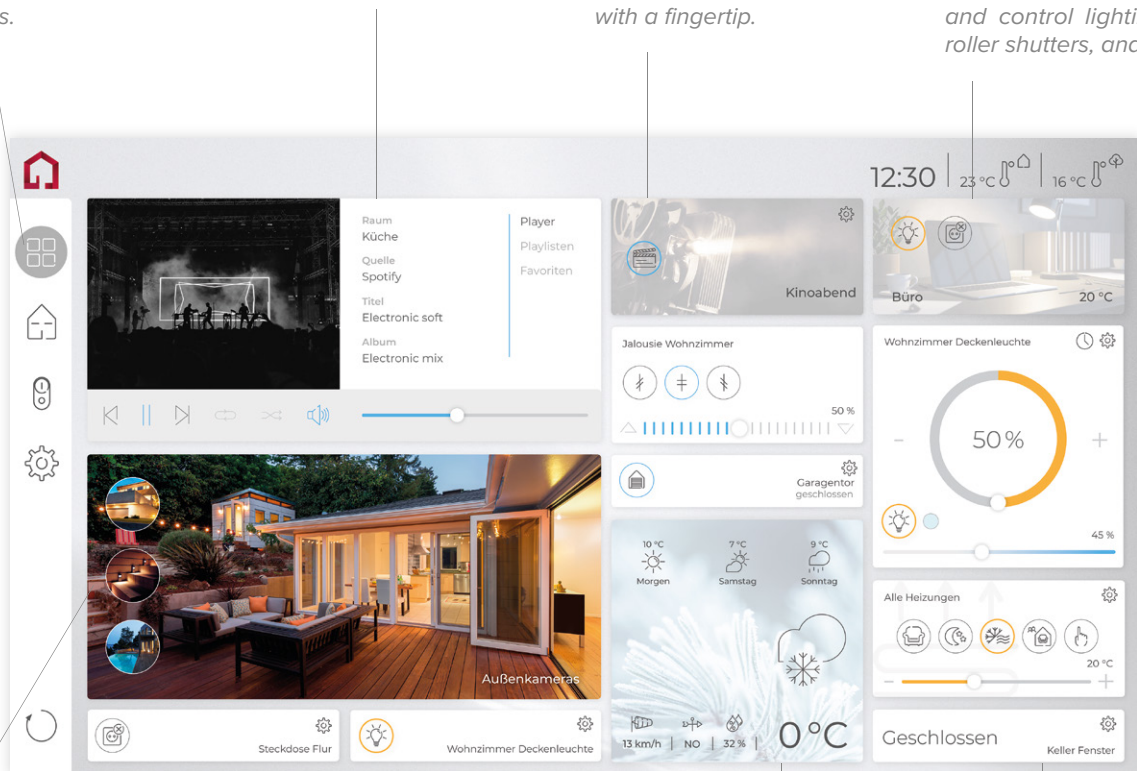 s.
with a fingertip.
and control lighti
roller shutters, and
12:30
23 °C
16 °C
Raum
Küche
Quelle
Spotify
Titel
Electronic soft
Album
Electronic mix
Player
Playlisten
Favoriten
Kinoabend
Büro
20 °C
Jalousie Wohnzimmer
50 %
Wohnzimmer Deckenleuchte
-
50 %
+
45 %
Garagentor
geschlossen
Außenkameras
10 °C
Morgen
7 °C
Samstag
9 °C
Sonntag
13 km/h
NO
32 %
0 °C
Alle Heizungen
20 °C
-
+
Steckdose Flur
Wohnzimmer Deckenleuchte
Geschlossen
Keller Fenster